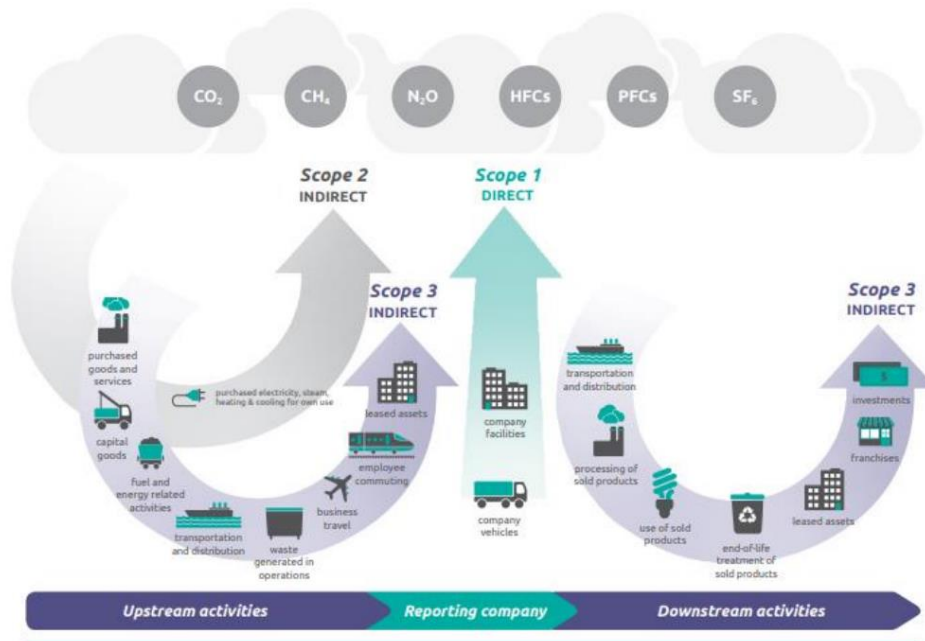 CO₂
CH₄
N₂O
HFCs
PFCs
SF₆
Scope 2
INDIRECT
Scope 1
DIRECT
Scope 3
INDIRECT
Scope 3
INDIRECT
purchased
goods and
services
capital
goods
fuel and
energy related
activities
transportation
and distribution
waste
generated in
operations
business
travel
employee
commuting
leased assets
purchased electricity, steam,
heating & cooling for own use
company
facilities
company
vehicles
transportation
and distribution
processing of
sold products
use of sold
products
end-of-life
treatment of
sold products
leased assets
franchises
$
investments
Upstream activities
Reporting company
Downstream activities